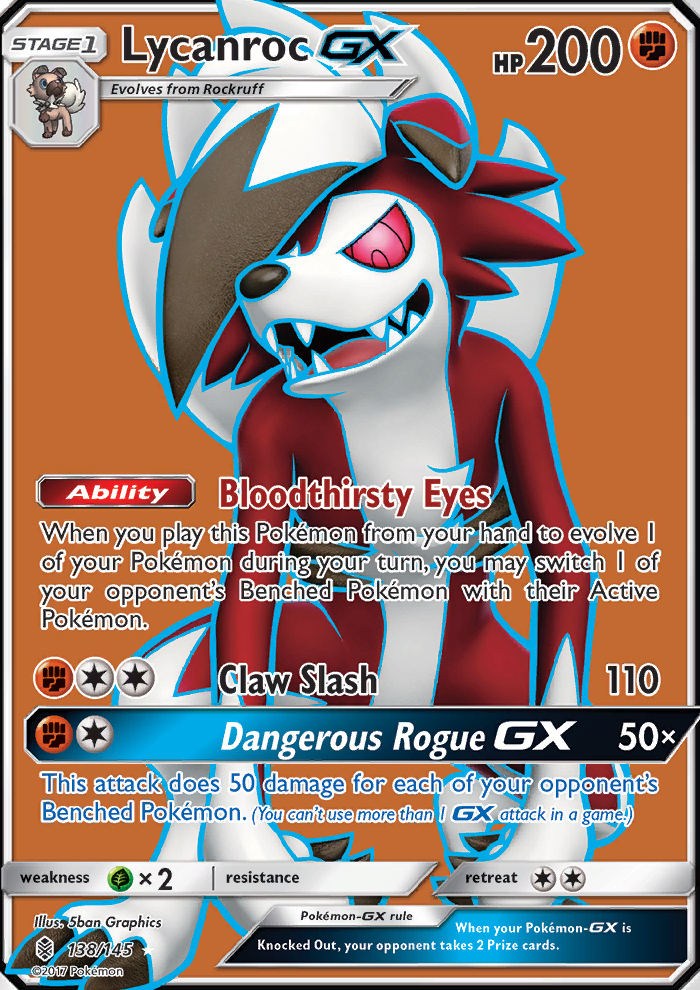 STAGE1
Lycanroc GX
HP200
Evolves from Rockruff
Ability Bloodthirsty Eyes
When you play this Pokémon from your hand to evolve 1
of your Pokémon during your turn, you may switch 1 of
your opponent's Benched Pokémon with their Active
Pokémon.
Claw Slash 110
Dangerous Rogue GX 50×
This attack does 50 damage for each of your opponent's
Benched Pokémon. (You can't use more than 1 GX attack in a game.)
weakness ×2 resistance retreat
Illus. 5ban Graphics
138/145
©2017 Pokémon
Pokémon-GX rule
When your Pokémon-GX is
Knocked Out, your opponent takes 2 Prize cards.